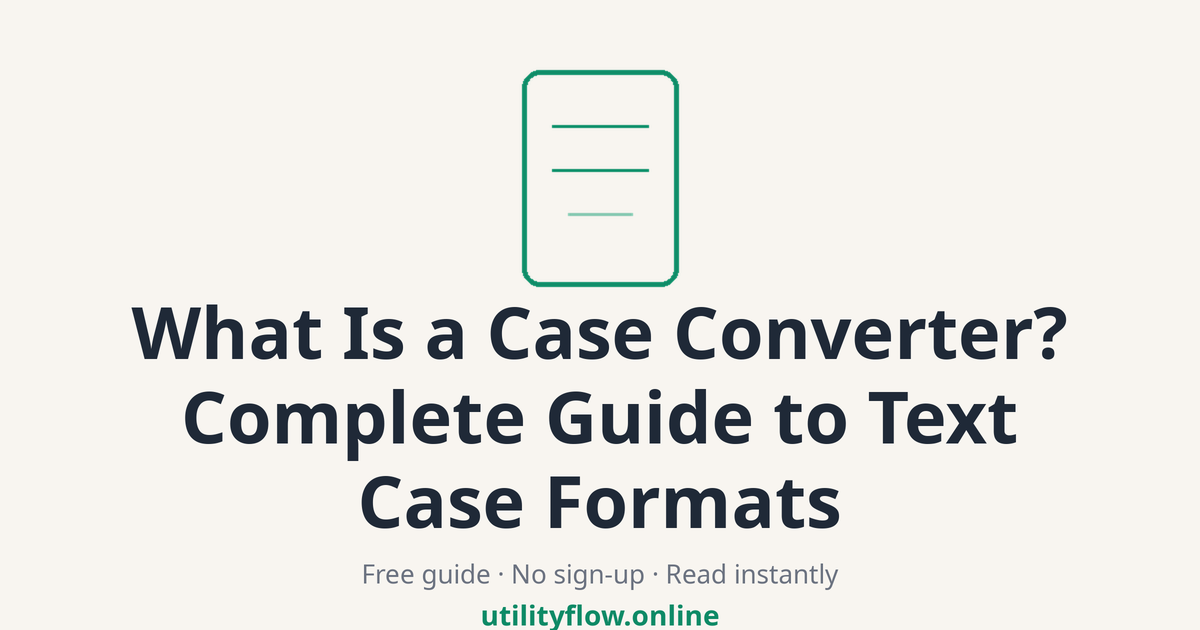 What Is a Case Converter?
Complete Guide to Text
Case Formats
Free guide · No sign-up · Read instantly
utilityflow.online